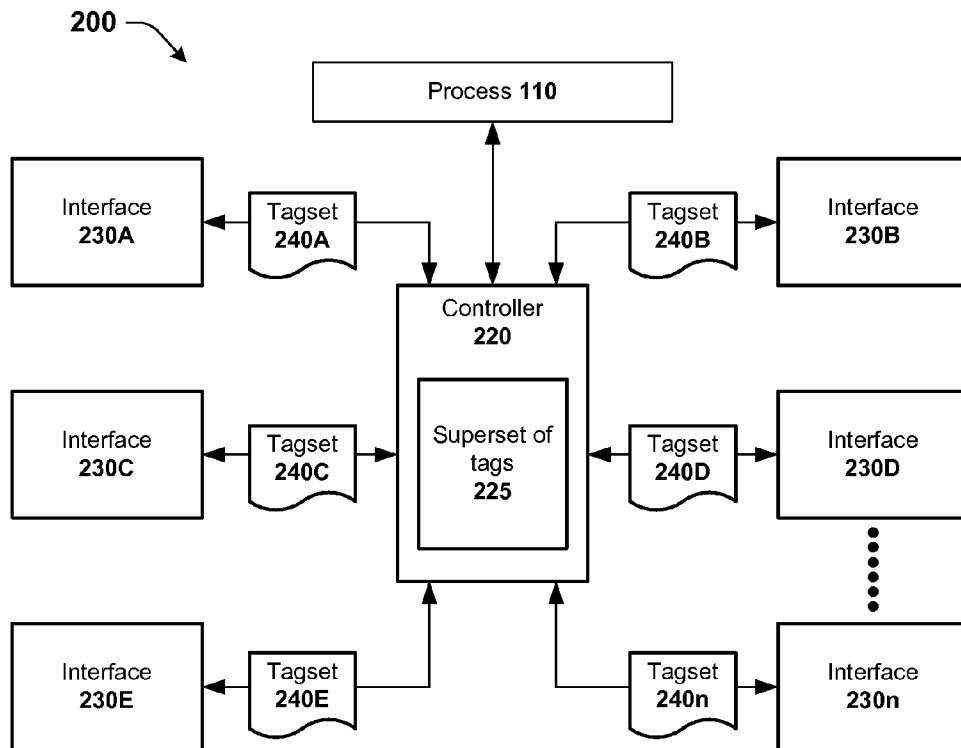 200
Process 110
Interface
230A
Tagset
240A
Tagset
240B
Interface
230B
Controller
220
Superset of
tags
225
Interface
230C
Tagset
240C
Tagset
240D
Interface
230D
Interface
230E
Tagset
240E
Tagset
240n
Interface
230n